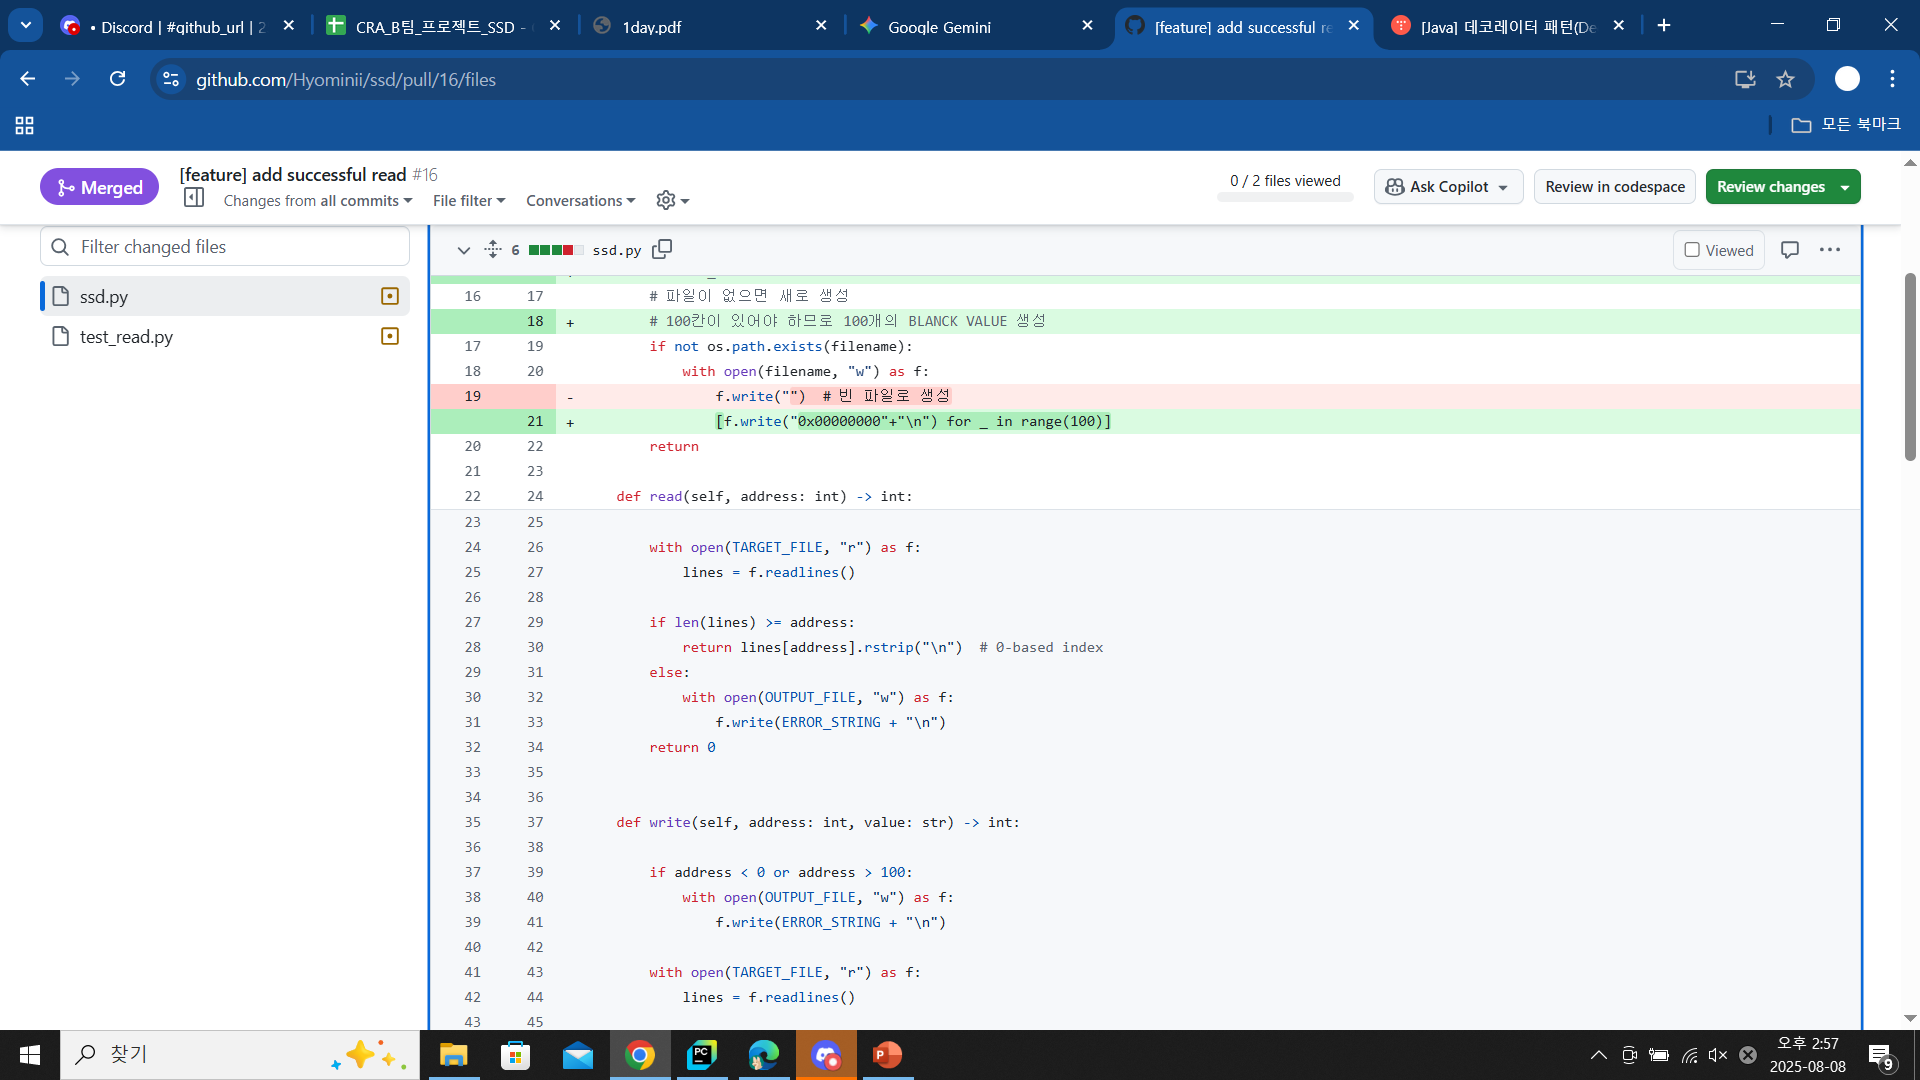 • Discord | #github_url | 2
CRA_B팀_프로젝트_SSD -
1day.pdf
Google Gemini
[feature] add successful re
[Java] 데코레이터 패턴(De
github.com/Hyominii/ssd/pull/16/files
모든 북마크
Merged
[feature] add successful read #16
Changes from all commits
File filter
Conversations
0 / 2 files viewed
Ask Copilot
Review in codespace
Review changes
Filter changed files
ssd.py
test_read.py
6 ssd.py
Viewed
16 17 # 파일이 없으면 새로 생성
18 + # 100칸이 있어야 하므로 100개의 BLANCK VALUE 생성
17 19 if not os.path.exists(filename):
18 20 with open(filename, "w") as f:
19 - f.write("") # 빈 파일로 생성
21 + [f.write("0x00000000"+"\n") for _ in range(100)]
20 22 return
21 23
22 24 def read(self, address: int) -> int:
23 25
24 26 with open(TARGET_FILE, "r") as f:
25 27 lines = f.readlines()
26 28
27 29 if len(lines) >= address:
28 30 return lines[address].rstrip("\n") # 0-based index
29 31 else:
30 32 with open(OUTPUT_FILE, "w") as f:
31 33 f.write(ERROR_STRING + "\n")
32 34 return 0
33 35
34 36
35 37 def write(self, address: int, value: str) -> int:
36 38
37 39 if address < 0 or address > 100:
38 40 with open(OUTPUT_FILE, "w") as f:
39 41 f.write(ERROR_STRING + "\n")
40 42
41 43 with open(TARGET_FILE, "r") as f:
42 44 lines = f.readlines()
43 45
찾기
오후 2:57
2025-08-08
9